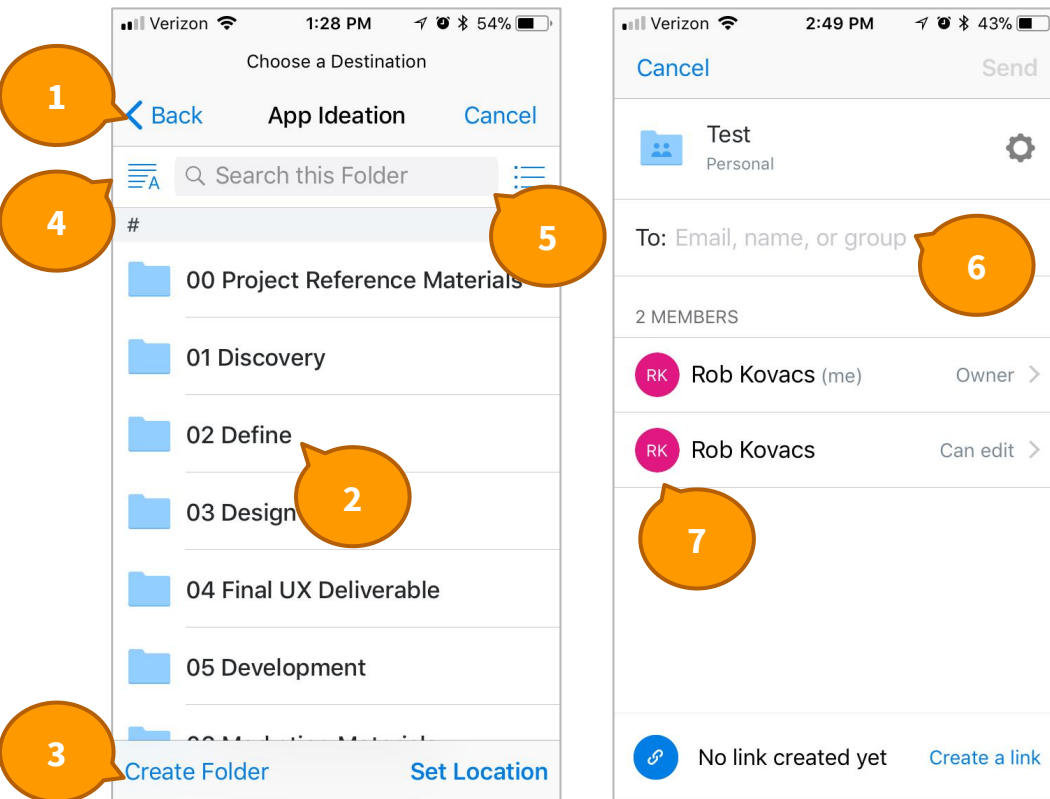 Verizon 1:28 PM 54%
Choose a Destination
1
Back App Ideation Cancel
A Search this Folder
4
5
#
00 Project Reference Materials
01 Discovery
02 Define
2
03 Design
04 Final UX Deliverable
05 Development
3
Create Folder Set Location
Verizon 2:49 PM 43%
Cancel Send
Test
Personal
To: Email, name, or group
6
2 MEMBERS
RK Rob Kovacs (me) Owner
RK Rob Kovacs Can edit
7
No link created yet Create a link